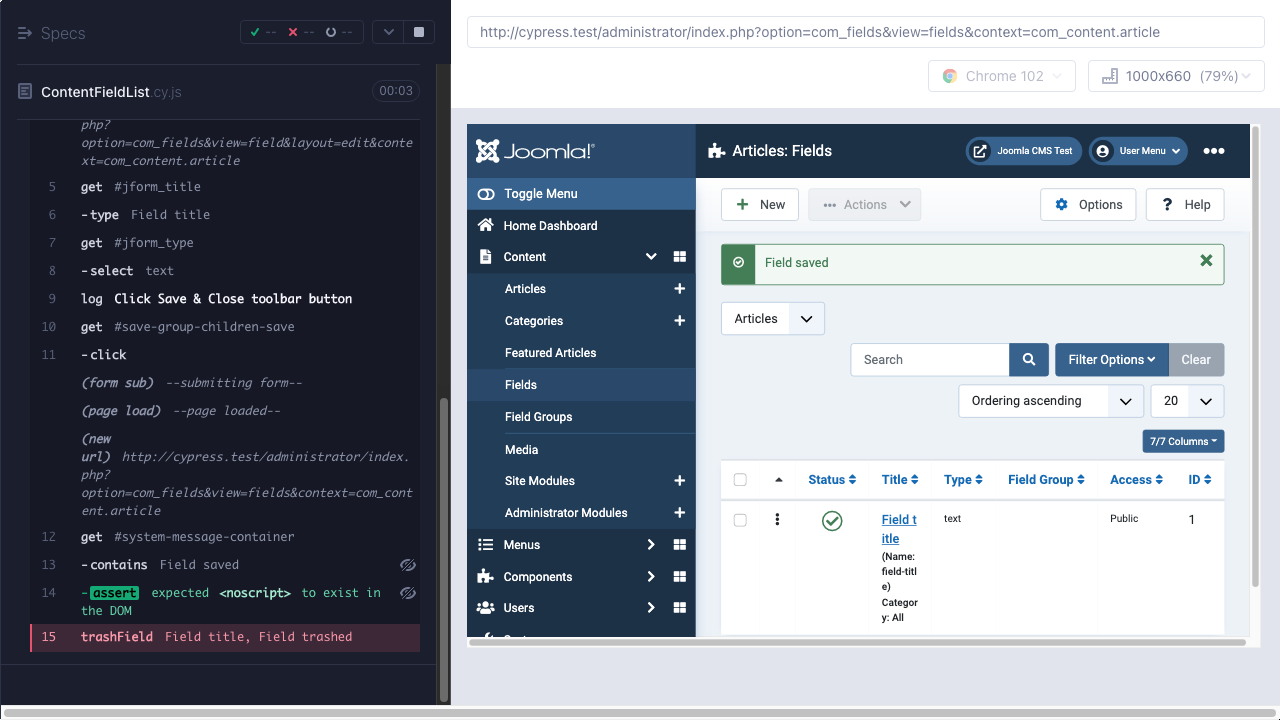 Specs
-- -- --
ContentFieldList.cy.js
00:03
php?
option=com_fields&view=field&layout=edit&conte
xt=com_content.article
5 get #jform_title
6 -type Field title
7 get #jform_type
8 -select text
9 log Click Save & Close toolbar button
10 get #save-group-children-save
11 -click
(form sub) --submitting form--
(page load) --page loaded--
(new
url) http://cypress.test/administrator/index.
php?
option=com_fields&view=fields&context=com_cont
ent.article
12 get #system-message-container
13 -contains Field saved
14 -assert expected <noscript> to exist in
the DOM
15 trashField Field title, Field trashed
http://cypress.test/administrator/index.php?option=com_fields&view=fields&context=com_content.article
Chrome 102
1000x660 (79%)
Joomla!
Articles: Fields
Joomla CMS Test
User Menu
Toggle Menu
Home Dashboard
Content
Articles
Categories
Featured Articles
Fields
Field Groups
Media
Site Modules
Administrator Modules
Menus
Components
Users
New
Actions
Options
Help
Field saved
Articles
Search
Filter Options
Clear
Ordering ascending
20
7/7 Columns
Status Title Type Field Group Access ID
Field t
itle
(Name:
field-titl
e)
Categor
y: All
text
Public
1